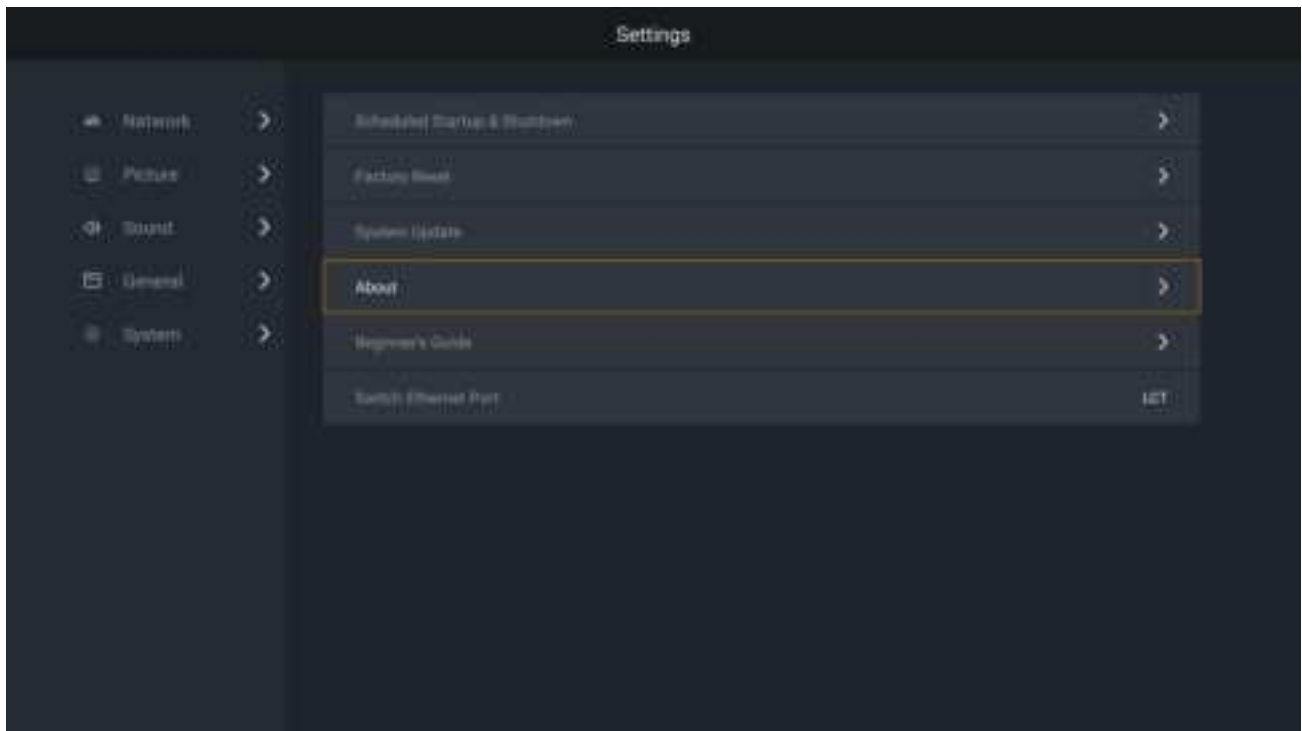 Settings
Network
Picture
Sound
General
System
Scheduled Startup & Shutdown
Factory Reset
System Update
About
Beginner's Guide
Switch Ethernet Port